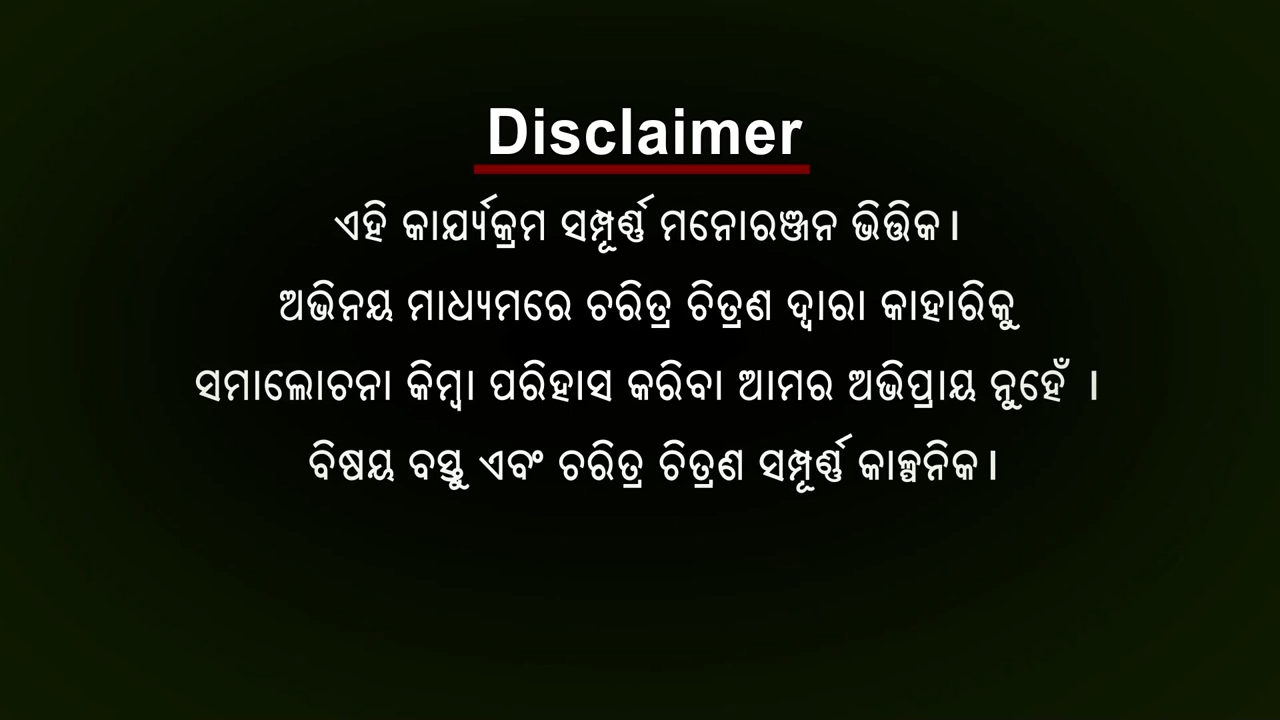 Disclaimer
ଏହି କାର୍ଯ୍ୟକ୍ରମ ସମ୍ପୂର୍ଣ୍ଣ ମନୋରଞ୍ଜନ ଭିତ୍ତିକ।
ଅଭିନୟ ମାଧ୍ୟମରେ ଚରିତ୍ର ଚିତ୍ରଣ ଦ୍ୱାରା କାହାରିକୁ
ସମାଲୋଚନା କିମ୍ବା ପରିହାସ କରିବା ଆମର ଅଭିପ୍ରାୟ ନୁହେଁ ।
ବିଷୟ ବସ୍ତୁ ଏବଂ ଚରିତ୍ର ଚିତ୍ରଣ ସମ୍ପୂର୍ଣ୍ଣ କାଳ୍ପନିକ।